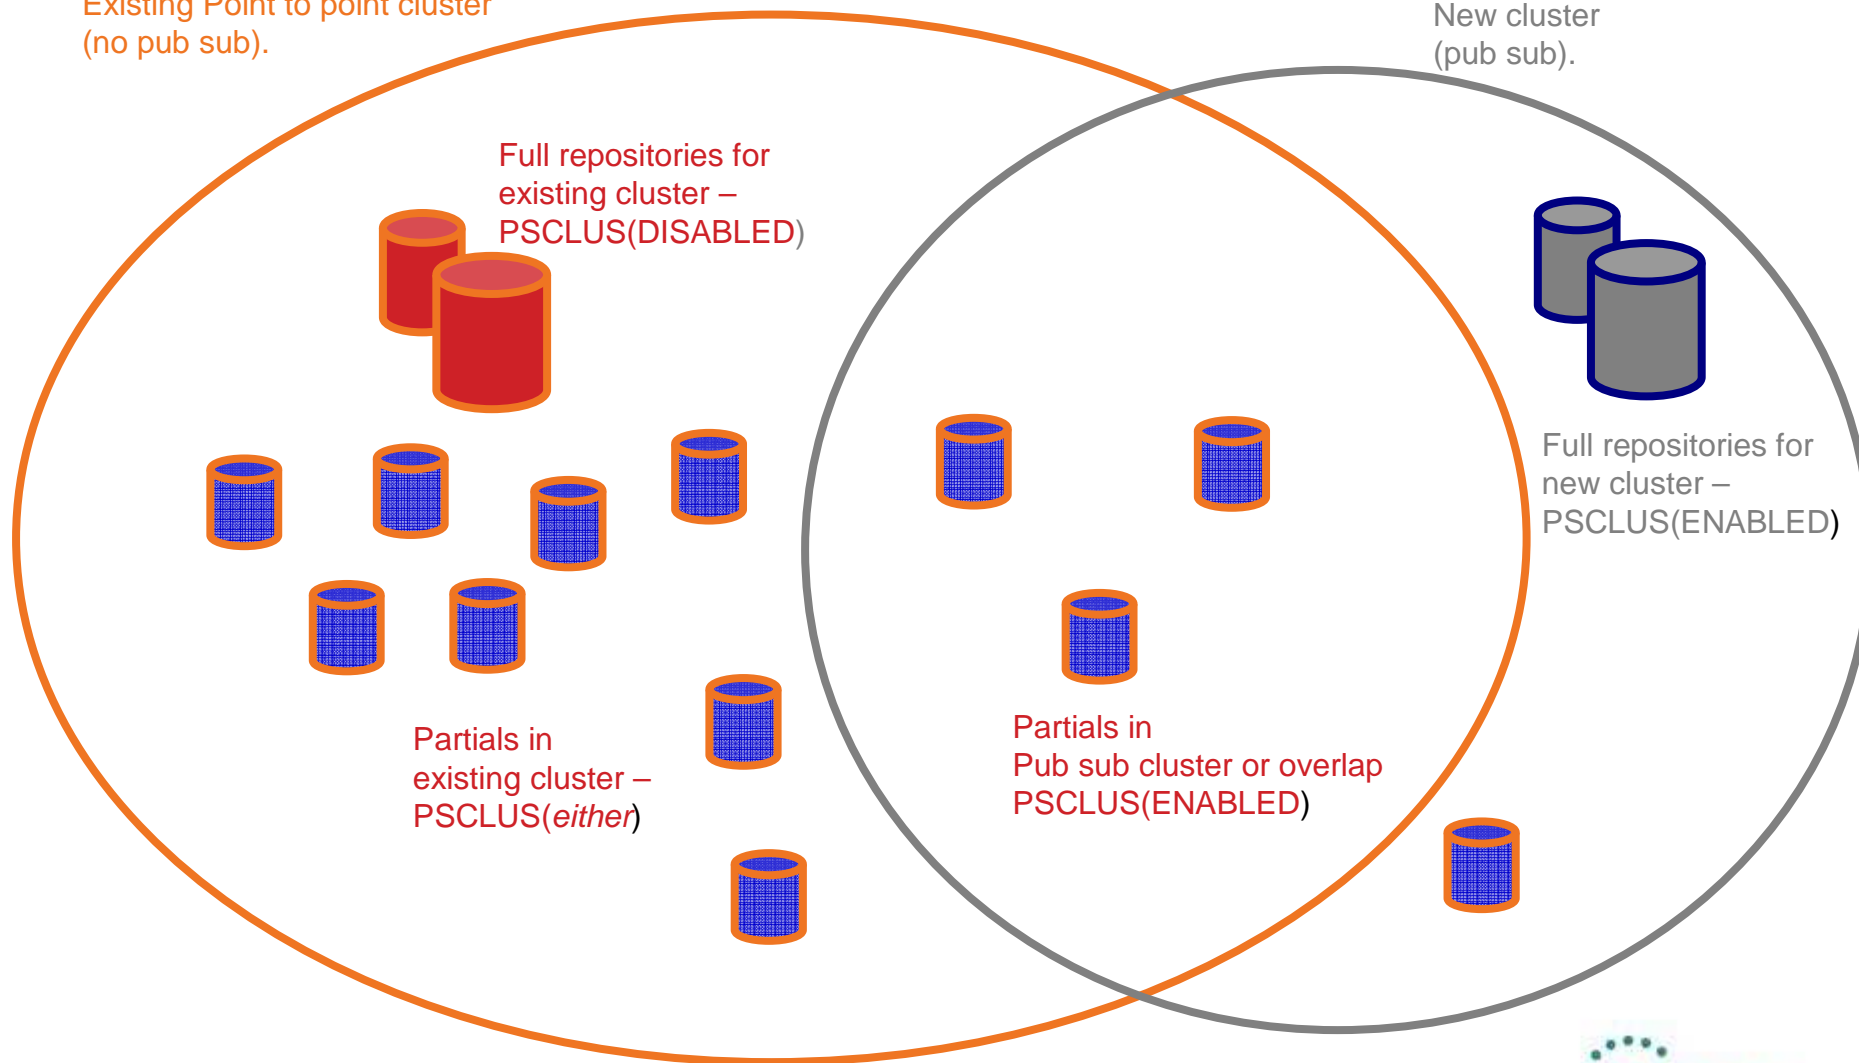 Existing Point to point cluster
(no pub sub).
New cluster
(pub sub).
Full repositories for
existing cluster –
PSCLUS(DISABLED)
Full repositories for
new cluster –
PSCLUS(ENABLED)
Partials in
existing cluster –
PSCLUS(either)
Partials in
Pub sub cluster or overlap
PSCLUS(ENABLED)